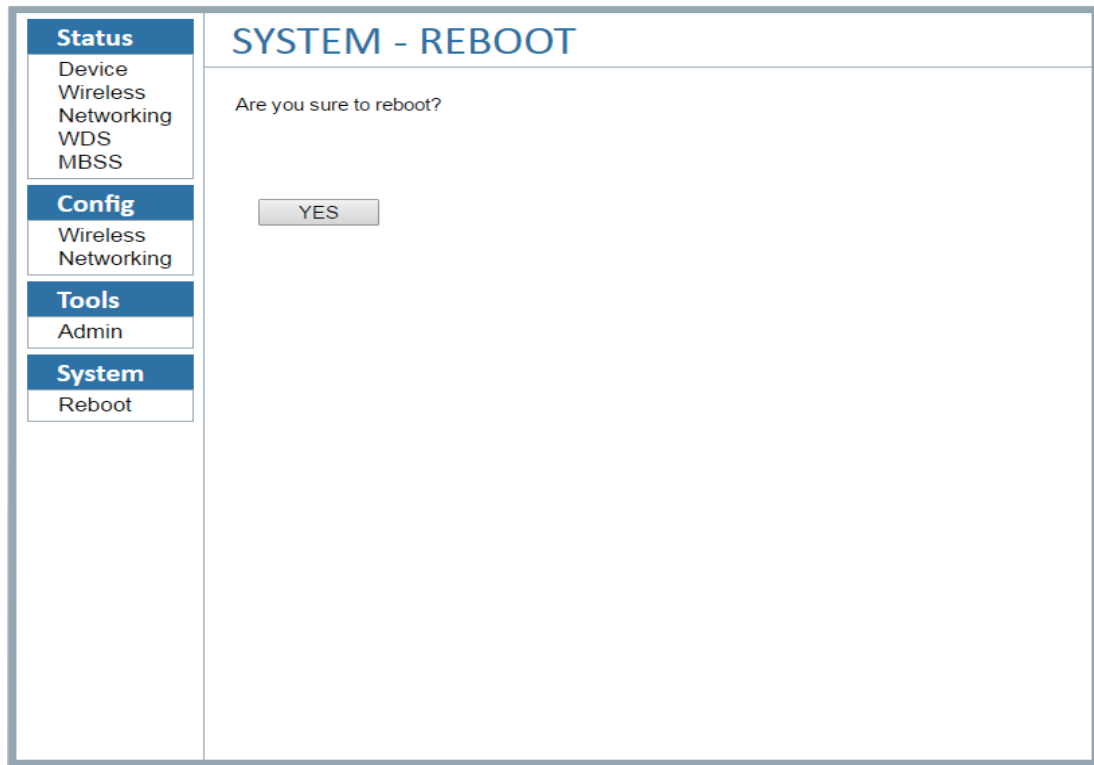 Status
Device
Wireless
Networking
WDS
MBSS
Config
Wireless
Networking
Tools
Admin
System
Reboot
SYSTEM - REBOOT
Are you sure to reboot?
YES